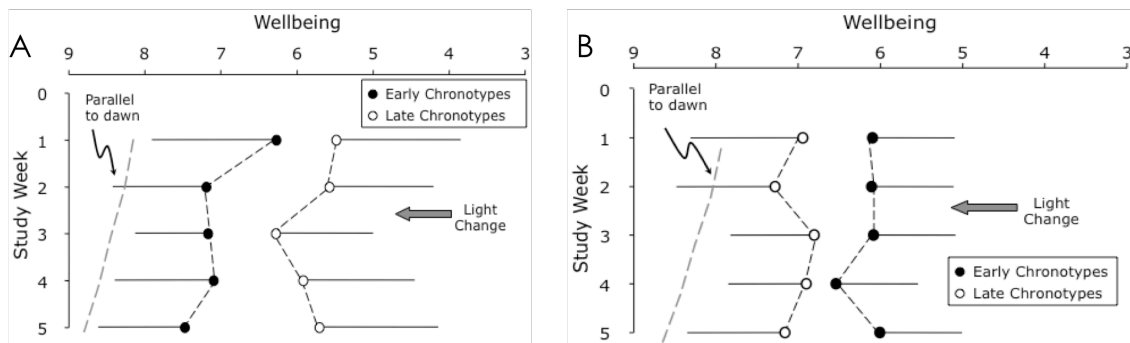 A
Wellbeing
9 8 7 6 5 4 3
0
Parallel
to dawn
Early Chronotypes
Late Chronotypes
1
2
Light
Change
3
4
5
Study Week
B
Wellbeing
9 8 7 6 5 4 3
0
Parallel
to dawn
1
2
Light
Change
3
Early Chronotypes
Late Chronotypes
4
5
Study Week